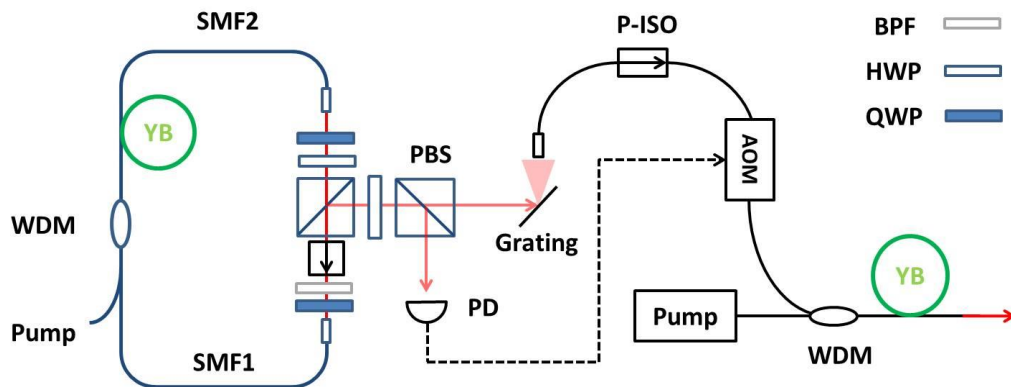 SMF2
P-ISO
BPF
HWP
QWP
YB
PBS
AOM
WDM
Grating
YB
Pump
PD
Pump
SMF1
WDM